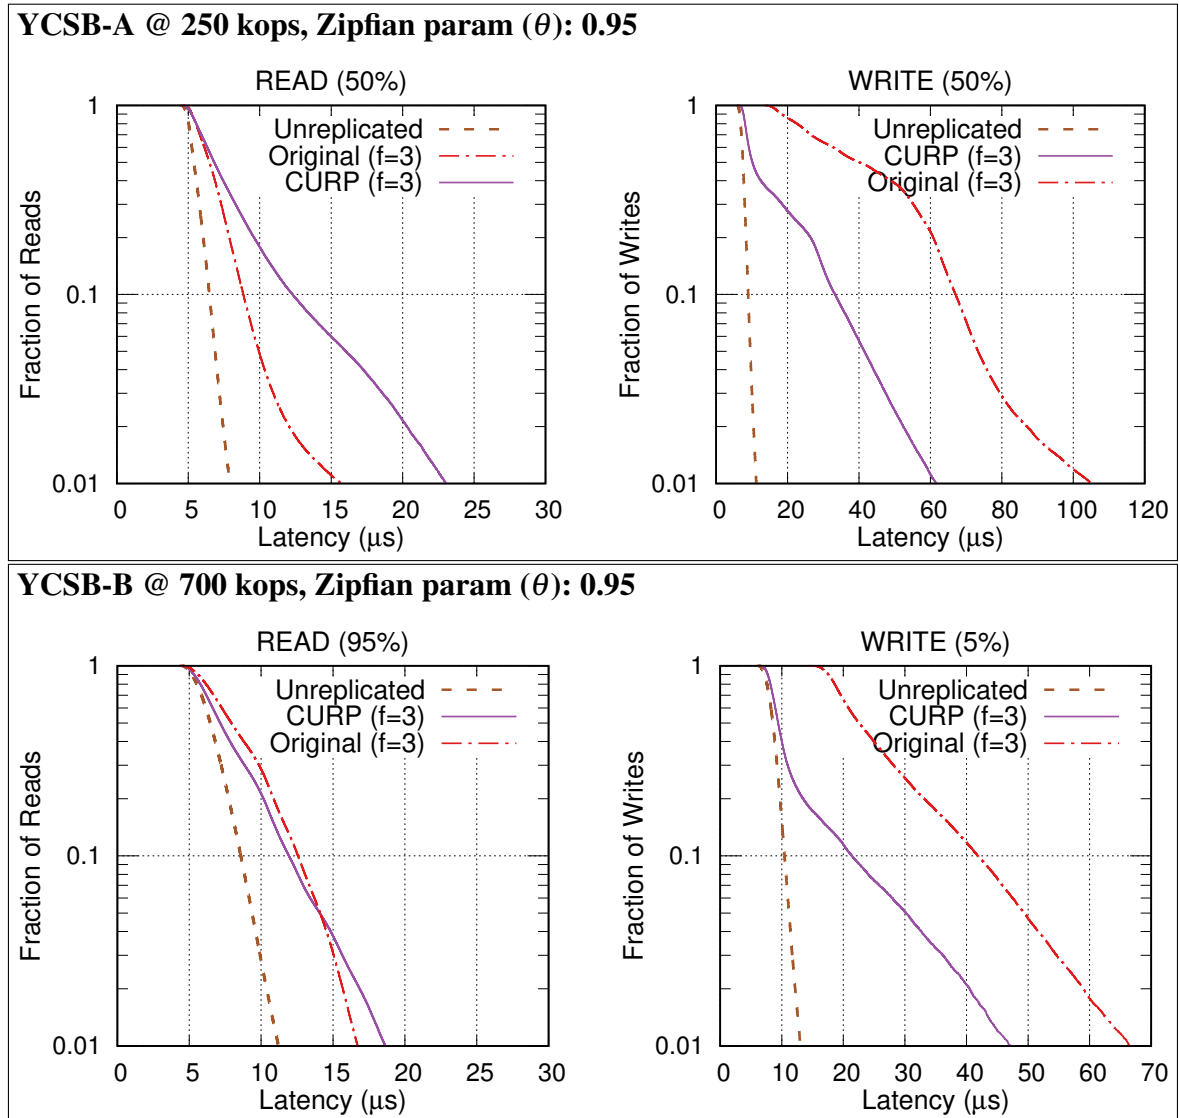 YCSB-A @ 250 kops, Zipfian param (θ): 0.95
READ (50%)
Fraction of Reads
1
0.1
0.01
Unreplicated
Original (f=3)
CURP (f=3)
0 5 10 15 20 25 30
Latency (μs)
WRITE (50%)
Fraction of Writes
1
0.1
0.01
Unreplicated
CURP (f=3)
Original (f=3)
0 20 40 60 80 100 120
Latency (μs)
YCSB-B @ 700 kops, Zipfian param (θ): 0.95
READ (95%)
Fraction of Reads
1
0.1
0.01
Unreplicated
CURP (f=3)
Original (f=3)
0 5 10 15 20 25 30
Latency (μs)
WRITE (5%)
Fraction of Writes
1
0.1
0.01
Unreplicated
CURP (f=3)
Original (f=3)
0 10 20 30 40 50 60 70
Latency (μs)